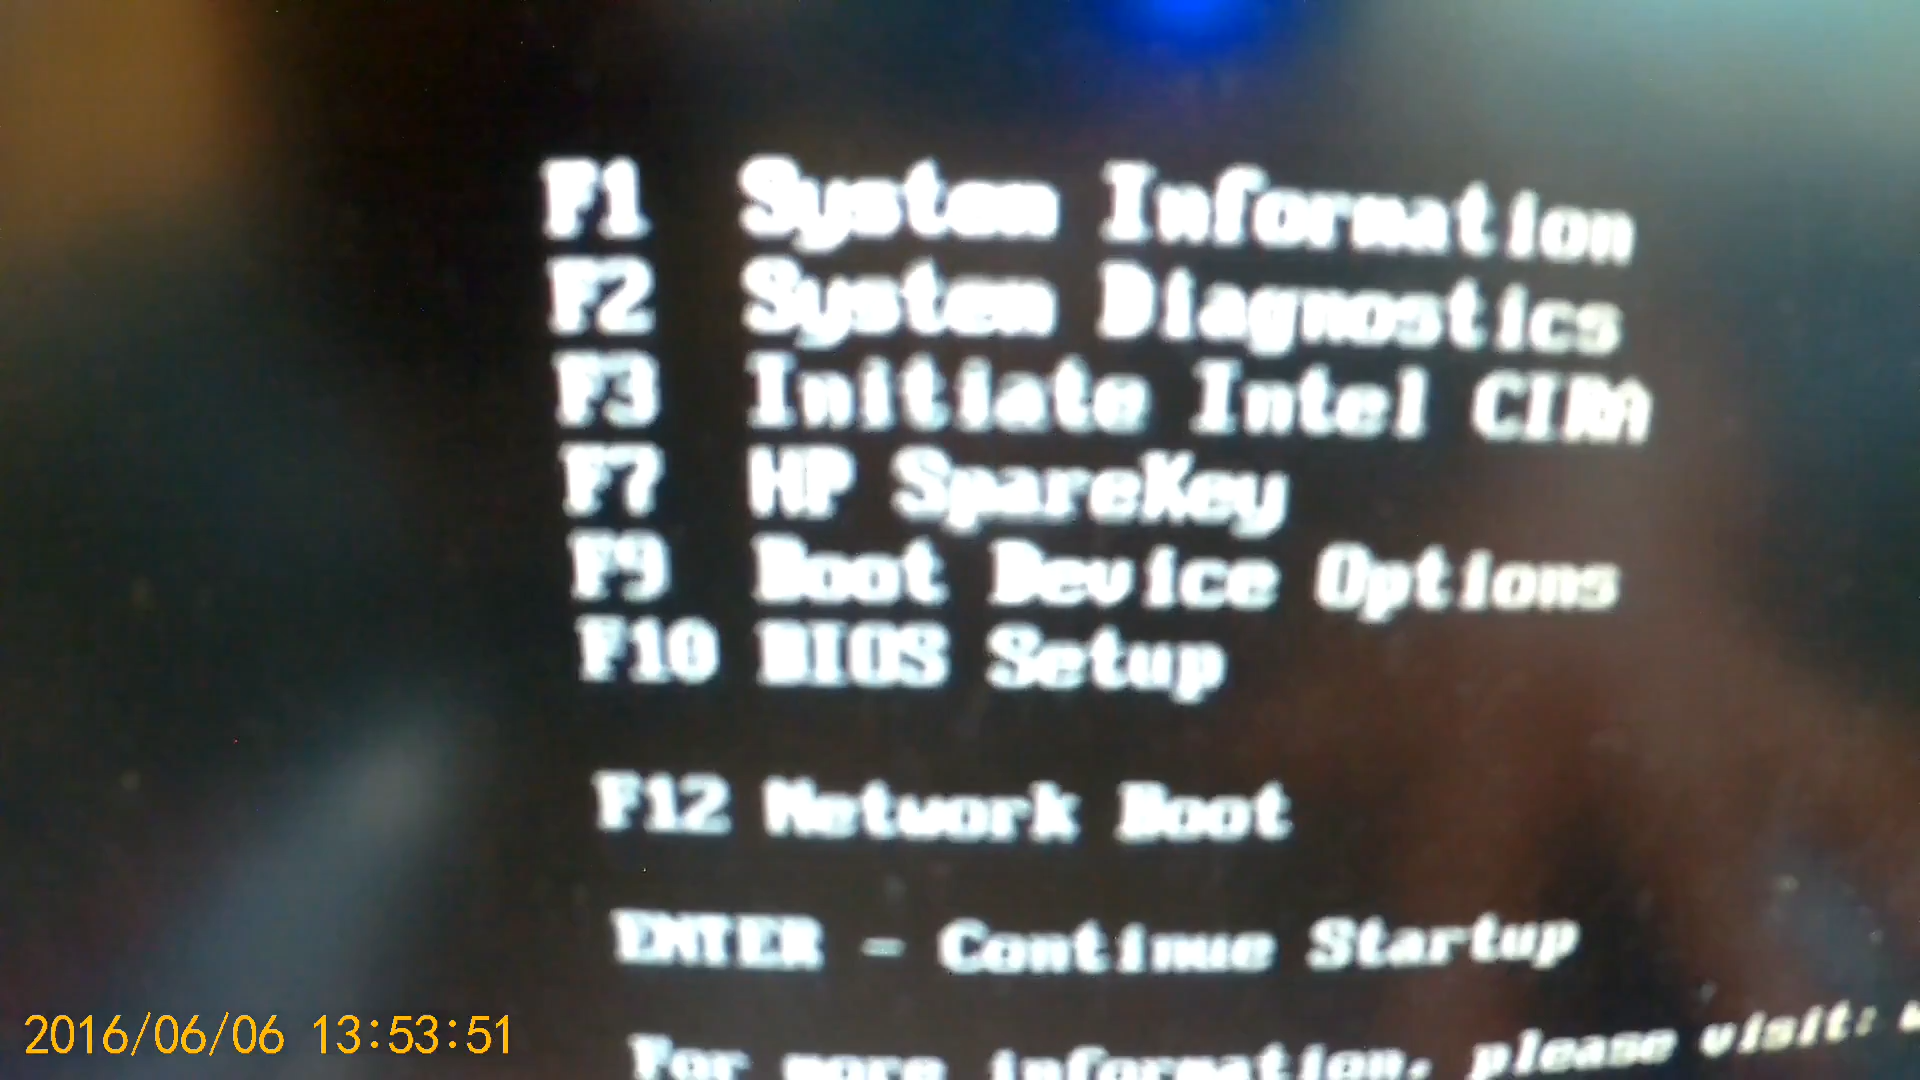 F1 System Information
F2 System Diagnostics
F3 Initiate Intel CIRA
F7 HP SpareKey
F9 Boot Device Options
F10 BIOS Setup
F12 Network Boot
ENTER - Continue Startup
For more information, please visit:
2016/06/06 13:53:51